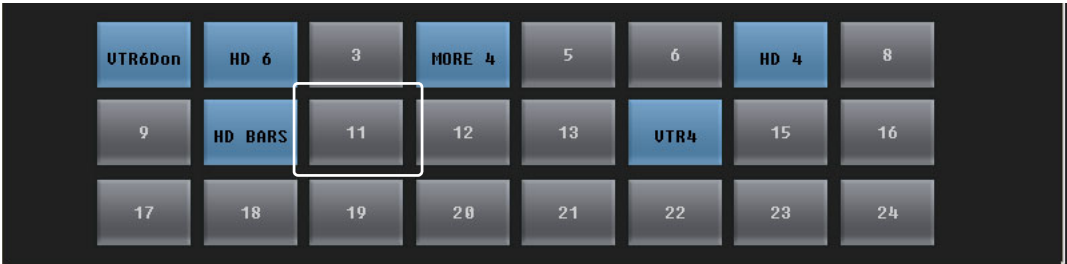 VTR6Don HD 6 3 MORE 4 5 6 HD 4 8
9 HD BARS 11 12 13 VTR4 15 16
17 18 19 20 21 22 23 24